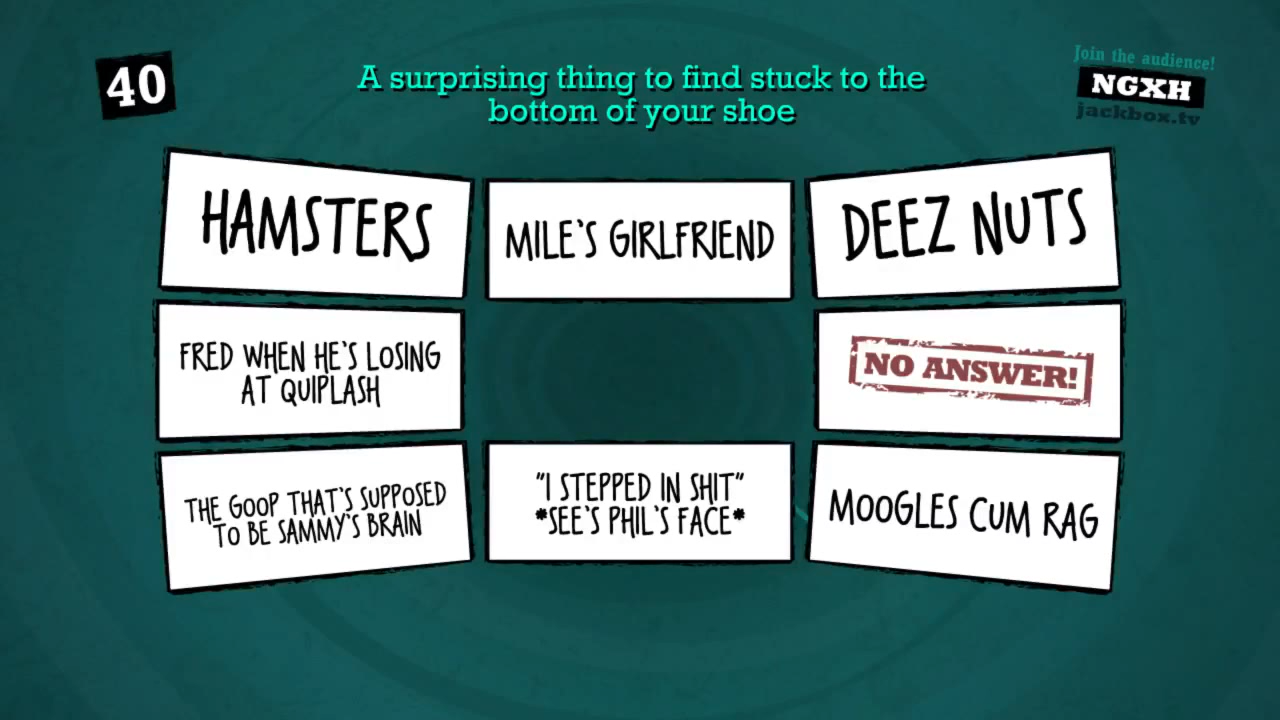 40
A surprising thing to find stuck to the
bottom of your shoe
Join the audience!
NGXH
jackbox.tv
HAMSTERS
MILE'S GIRLFRIEND
DEEZ NUTS
FRED WHEN HE'S LOSING
AT QUIPLASH
NO ANSWER!
THE GOOP THAT'S SUPPOSED
TO BE SAMMY'S BRAIN
"I STEPPED IN SHIT"
*SEE'S PHIL'S FACE*
MOOGLES CUM RAG